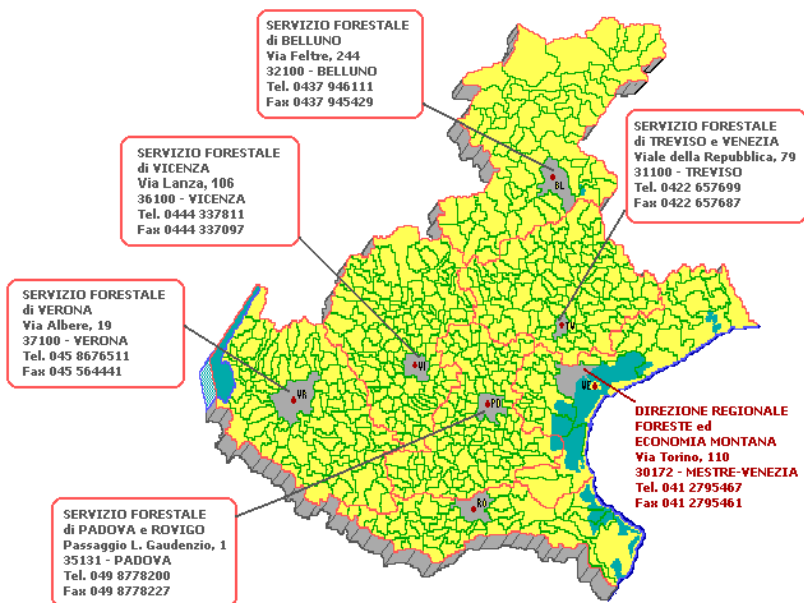 SERVIZIO FORESTALE
di BELLUNO
Via Feltre, 244
32100 - BELLUNO
Tel. 0437 946111
Fax 0437 945429
SERVIZIO FORESTALE
di TREVISO e VENEZIA
Viale della Repubblica, 79
31100 - TREVISO
Tel. 0422 657699
Fax 0422 657687
SERVIZIO FORESTALE
di VICENZA
Via Lanza, 106
36100 - VICENZA
Tel. 0444 337811
Fax 0444 337097
SERVIZIO FORESTALE
di VERONA
Via Albere, 19
37100 - VERONA
Tel. 045 8676511
Fax 045 564441
BL
TV
VI
VE
VR
PD
RO
DIREZIONE REGIONALE
FORESTE ed
ECONOMIA MONTANA
Via Torino, 110
30172 - MESTRE-VENEZIA
Tel. 041 2795467
Fax 041 2795461
SERVIZIO FORESTALE
di PADOVA e ROVIGO
Passaggio L. Gaudenzio, 1
35131 - PADOVA
Tel. 049 8778200
Fax 049 8778227